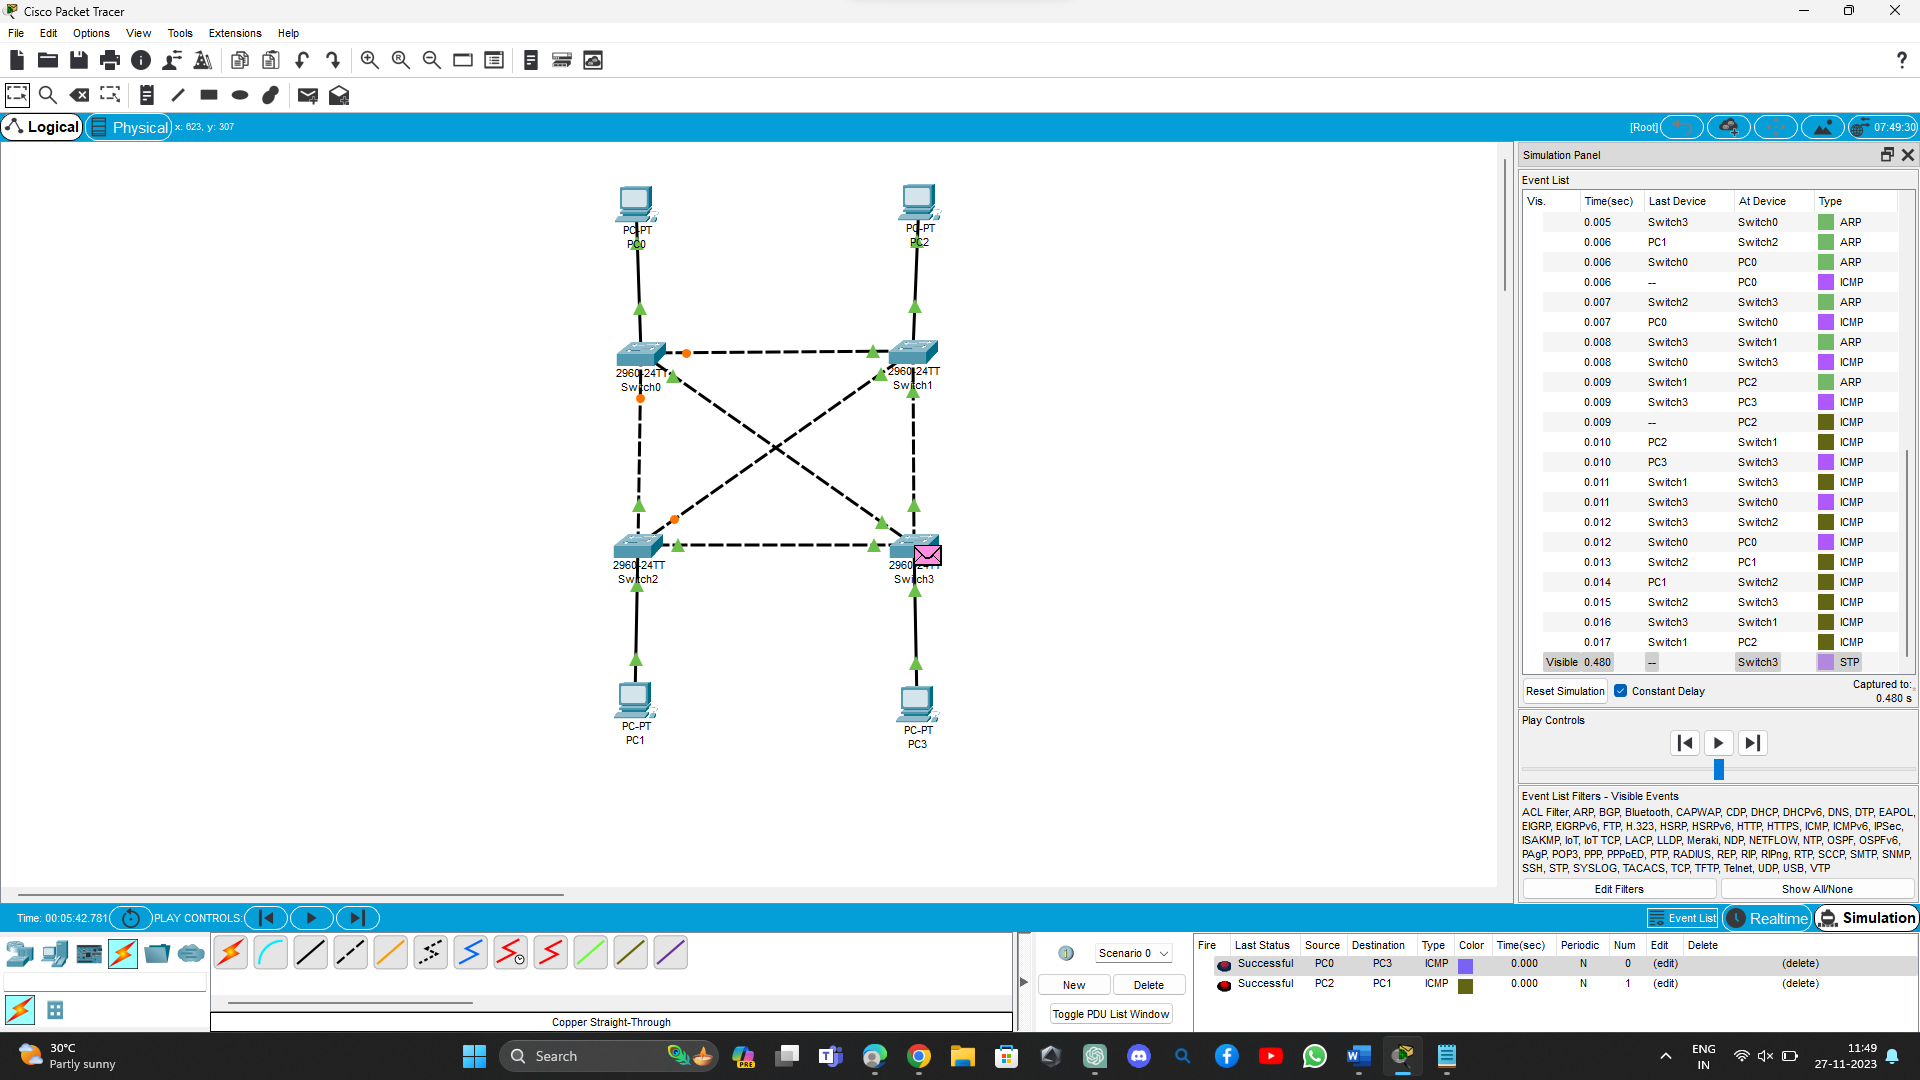 Cisco Packet Tracer
File Edit Options View Tools Extensions Help
Logical Physical x: 623, y: 307
[Root] 07:49:30
PC-PT
PC0
PC-PT
PC2
2960-24TT
Switch0
2960-24TT
Switch1
2960-24TT
Switch2
2960-24TT
Switch3
PC-PT
PC1
PC-PT
PC3
Simulation Panel
Event List
Vis. Time(sec) Last Device At Device Type
0.005 Switch3 Switch0 ARP
0.006 PC1 Switch2 ARP
0.006 Switch0 PC0 ARP
0.006 -- PC0 ICMP
0.007 Switch2 Switch3 ARP
0.007 PC0 Switch0 ICMP
0.008 Switch3 Switch1 ARP
0.008 Switch0 Switch3 ICMP
0.009 Switch1 PC2 ARP
0.009 Switch3 PC3 ICMP
0.009 -- PC2 ICMP
0.010 PC2 Switch1 ICMP
0.010 PC3 Switch3 ICMP
0.011 Switch1 Switch3 ICMP
0.011 Switch3 Switch0 ICMP
0.012 Switch3 Switch2 ICMP
0.012 Switch0 PC0 ICMP
0.013 Switch2 PC1 ICMP
0.014 PC1 Switch2 ICMP
0.015 Switch2 Switch3 ICMP
0.016 Switch3 Switch1 ICMP
0.017 Switch1 PC2 ICMP
Visible 0.480 -- Switch3 STP
Reset Simulation Constant Delay Captured to:
0.480 s
Play Controls
Event List Filters - Visible Events
ACL Filter, ARP, BGP, Bluetooth, CAPWAP, CDP, DHCP, DHCPv6, DNS, DTP, EAPOL,
EIGRP, EIGRPv6, FTP, H.323, HSRP, HSRPv6, HTTP, HTTPS, ICMP, ICMPv6, IPSec,
ISAKMP, IoT, IoT TCP, LACP, LLDP, Meraki, NDP, NETFLOW, NTP, OSPF, OSPFv6,
PAgP, POP3, PPP, PPPoED, PTP, RADIUS, REP, RIP, RIPng, RTP, SCCP, SMTP, SNMP,
SSH, STP, SYSLOG, TACACS, TCP, TFTP, Telnet, UDP, USB, VTP
Edit Filters Show All/None
Time: 00:05:42.781 PLAY CONTROLS:
Event List Realtime Simulation
Copper Straight-Through
Scenario 0
New Delete
Toggle PDU List Window
Fire Last Status Source Destination Type Color Time(sec) Periodic Num Edit Delete
Successful PC0 PC3 ICMP 0.000 N 0 (edit) (delete)
Successful PC2 PC1 ICMP 0.000 N 1 (edit) (delete)
30°C
Partly sunny
Search
PRE
ENG
IN
11:49
27-11-2023